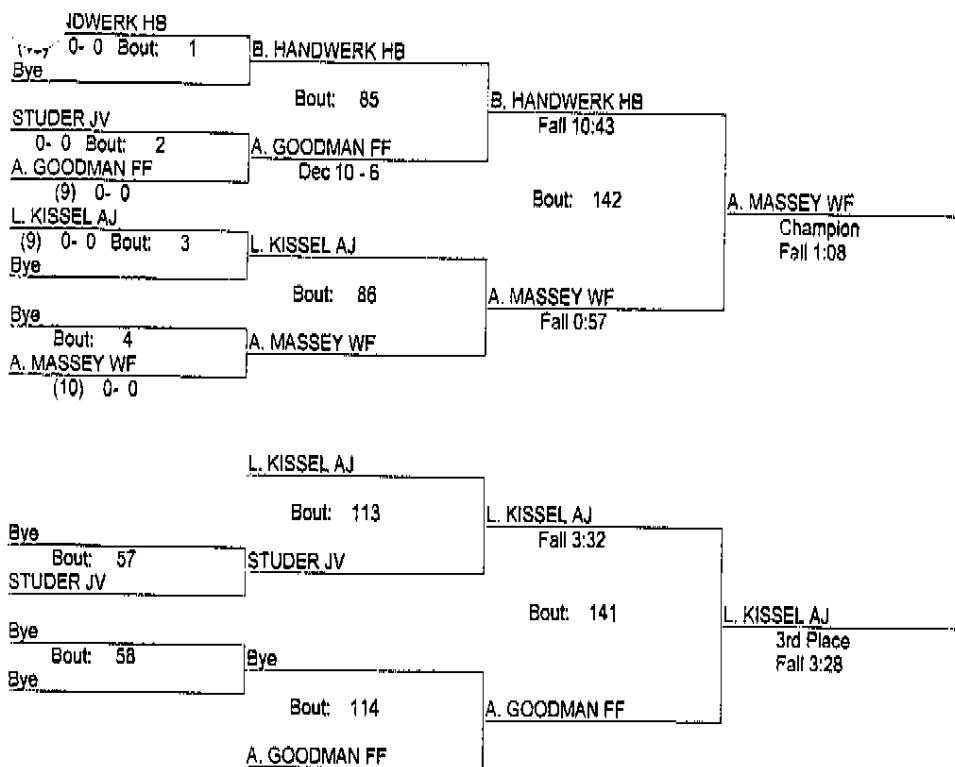 JDWERK HB
0- 0 Bout: 1
Bye
B. HANDWERK HB
Bout: 85
STUDER JV
0- 0 Bout: 2
A. GOODMAN FF
(9) 0- 0
A. GOODMAN FF
Dec 10 - 6
B. HANDWERK HB
Fall 10:43
Bout: 142
L. KISSEL AJ
(9) 0- 0 Bout: 3
Bye
L. KISSEL AJ
Bout: 86
Bye
Bout: 4
A. MASSEY WF
(10) 0- 0
A. MASSEY WF
A. MASSEY WF
Fall 0:57
A. MASSEY WF
Champion
Fall 1:08
L. KISSEL AJ
Bout: 113
Bye
Bout: 57
STUDER JV
STUDER JV
L. KISSEL AJ
Fall 3:32
Bout: 141
Bye
Bout: 58
Bye
Bye
Bout: 114
A. GOODMAN FF
A. GOODMAN FF
L. KISSEL AJ
3rd Place
Fall 3:28